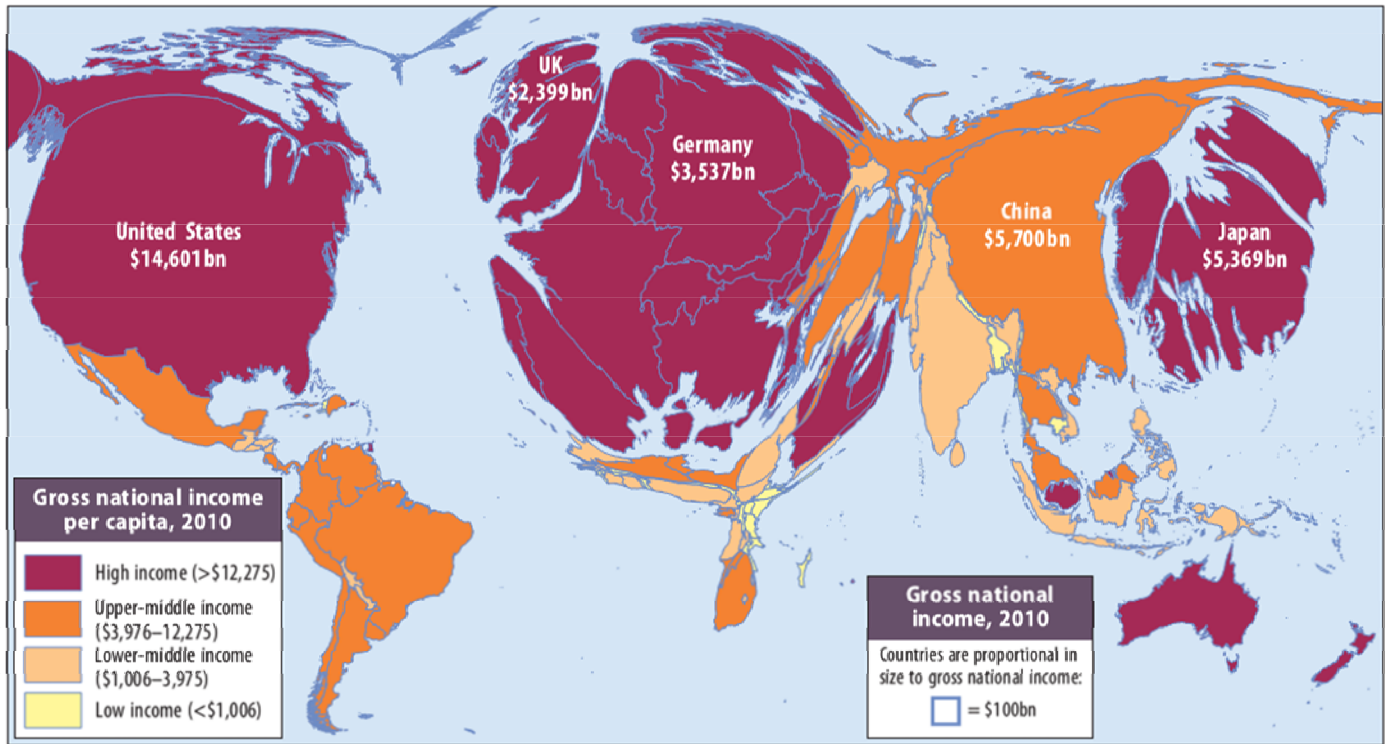 UK
$2,399bn
Germany
$3,537bn
United States
$14,601bn
China
$5,700bn
Japan
$5,369bn
Gross national income
per capita, 2010
High income (>$12,275)
Upper-middle income
($3,976–12,275)
Lower-middle income
($1,006–3,975)
Low income (<$1,006)
Gross national
income, 2010
Countries are proportional in
size to gross national income:
= $100bn